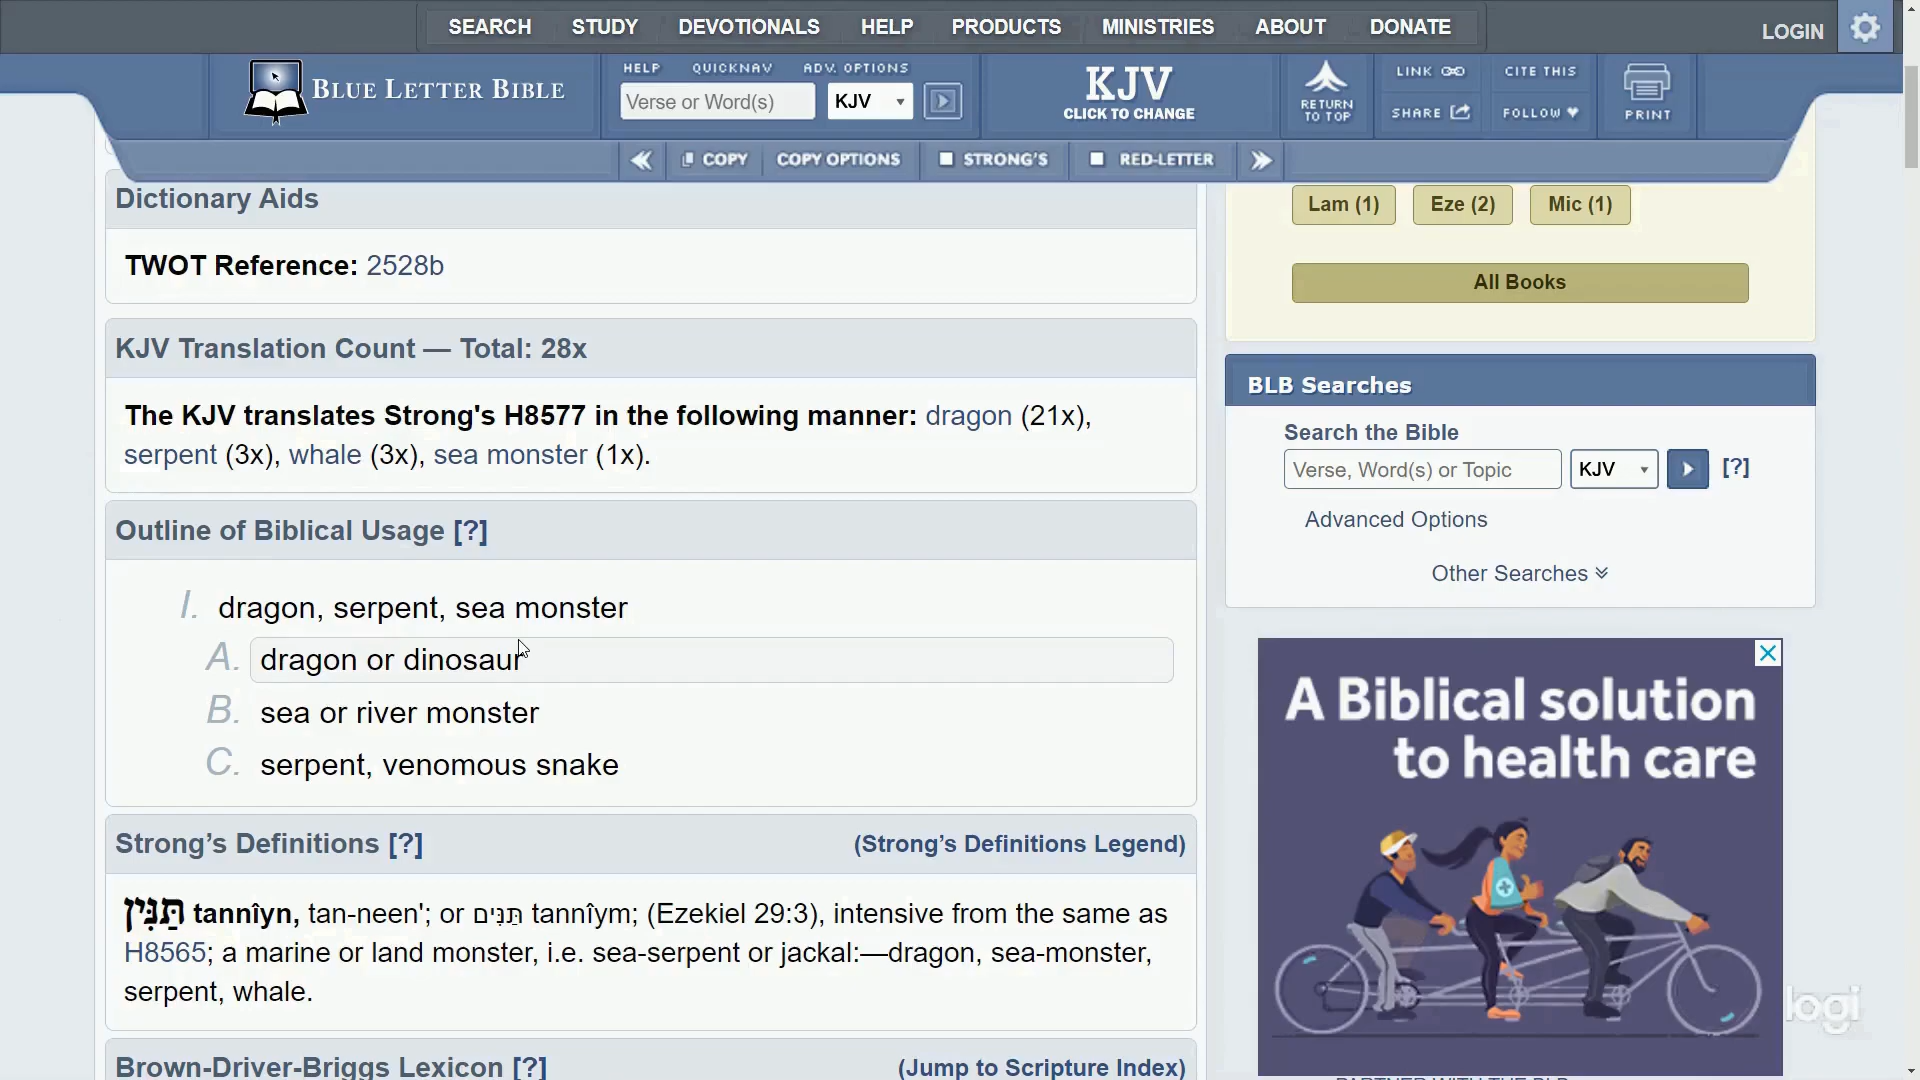 SEARCH STUDY DEVOTIONALS HELP PRODUCTS MINISTRIES ABOUT DONATE
LOGIN
BLUE LETTER BIBLE
HELP QUICKNAV ADV. OPTIONS
Verse or Word(s)
KJV
KJV
CLICK TO CHANGE
RETURN
TO TOP
LINK
CITE THIS
SHARE
FOLLOW
PRINT
COPY
COPY OPTIONS
STRONG'S
RED-LETTER
Dictionary Aids
TWOT Reference: 2528b
KJV Translation Count — Total: 28x
The KJV translates Strong's H8577 in the following manner: dragon (21x),
serpent (3x), whale (3x), sea monster (1x).
Outline of Biblical Usage [?]
I. dragon, serpent, sea monster
A. dragon or dinosaur
B. sea or river monster
C. serpent, venomous snake
Strong’s Definitions [?]
(Strong’s Definitions Legend)
תַּנִּין tannîyn, tan-neen'; or תַּנִּים tannîym; (Ezekiel 29:3), intensive from the same as
H8565; a marine or land monster, i.e. sea-serpent or jackal:—dragon, sea-monster,
serpent, whale.
Brown-Driver-Briggs Lexicon [?]
(Jump to Scripture Index)
Lam (1)
Eze (2)
Mic (1)
All Books
BLB Searches
Search the Bible
Verse, Word(s) or Topic
KJV
[?]
Advanced Options
Other Searches
A Biblical solution
to health care
logi
PARTNER WITH THE BLB